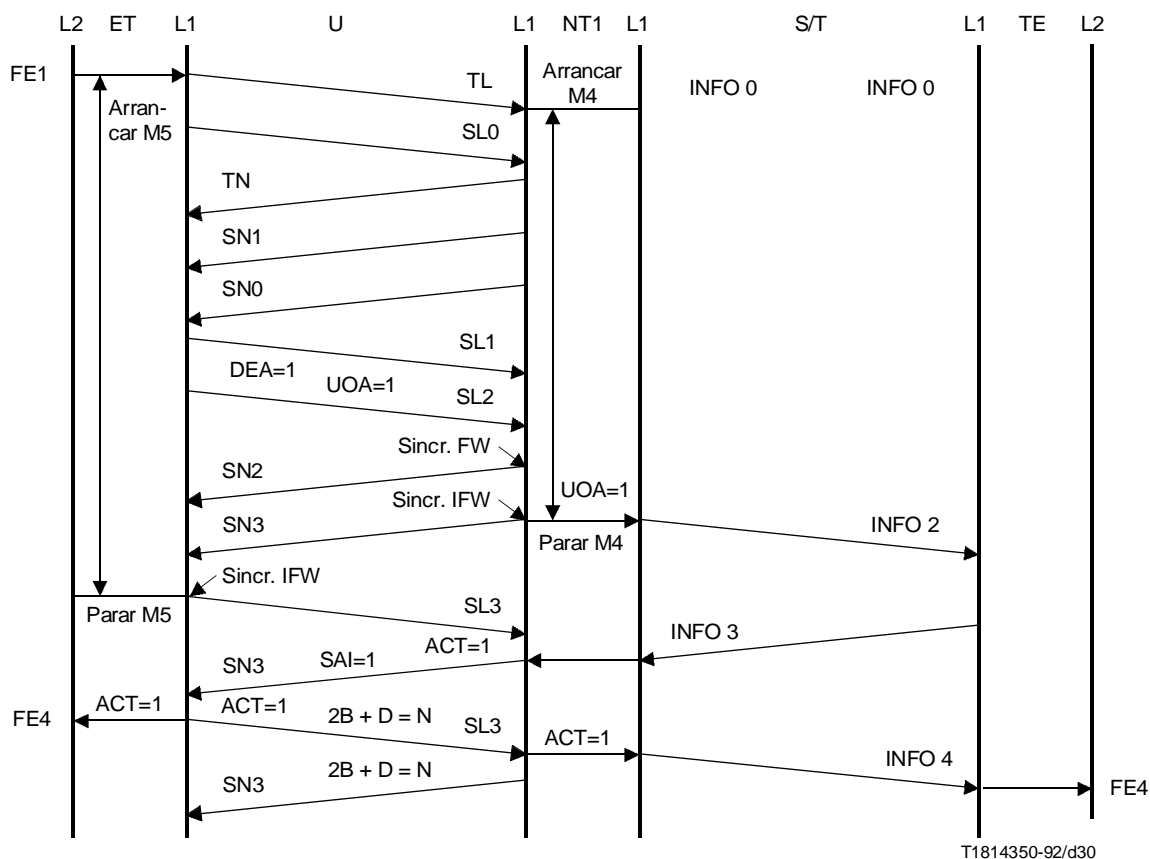 L2 ET L1 U L1 NT1 L1 S/T L1 TE L2
FE1
Arran-
car M5
TL
Arrancar
M4
INFO 0 INFO 0
SL0
TN
SN1
SN0
SL1
DEA=1 UOA=1 SL2
Sincr. FW
SN2
UOA=1
Sincr. IFW
SN3
Parar M4
INFO 2
Sincr. IFW
Parar M5
SL3
INFO 3
SN3 SAI=1 ACT=1
FE4 ACT=1 ACT=1 2B + D = N SL3 ACT=1
INFO 4
SN3 2B + D = N
FE4
T1814350-92/d30